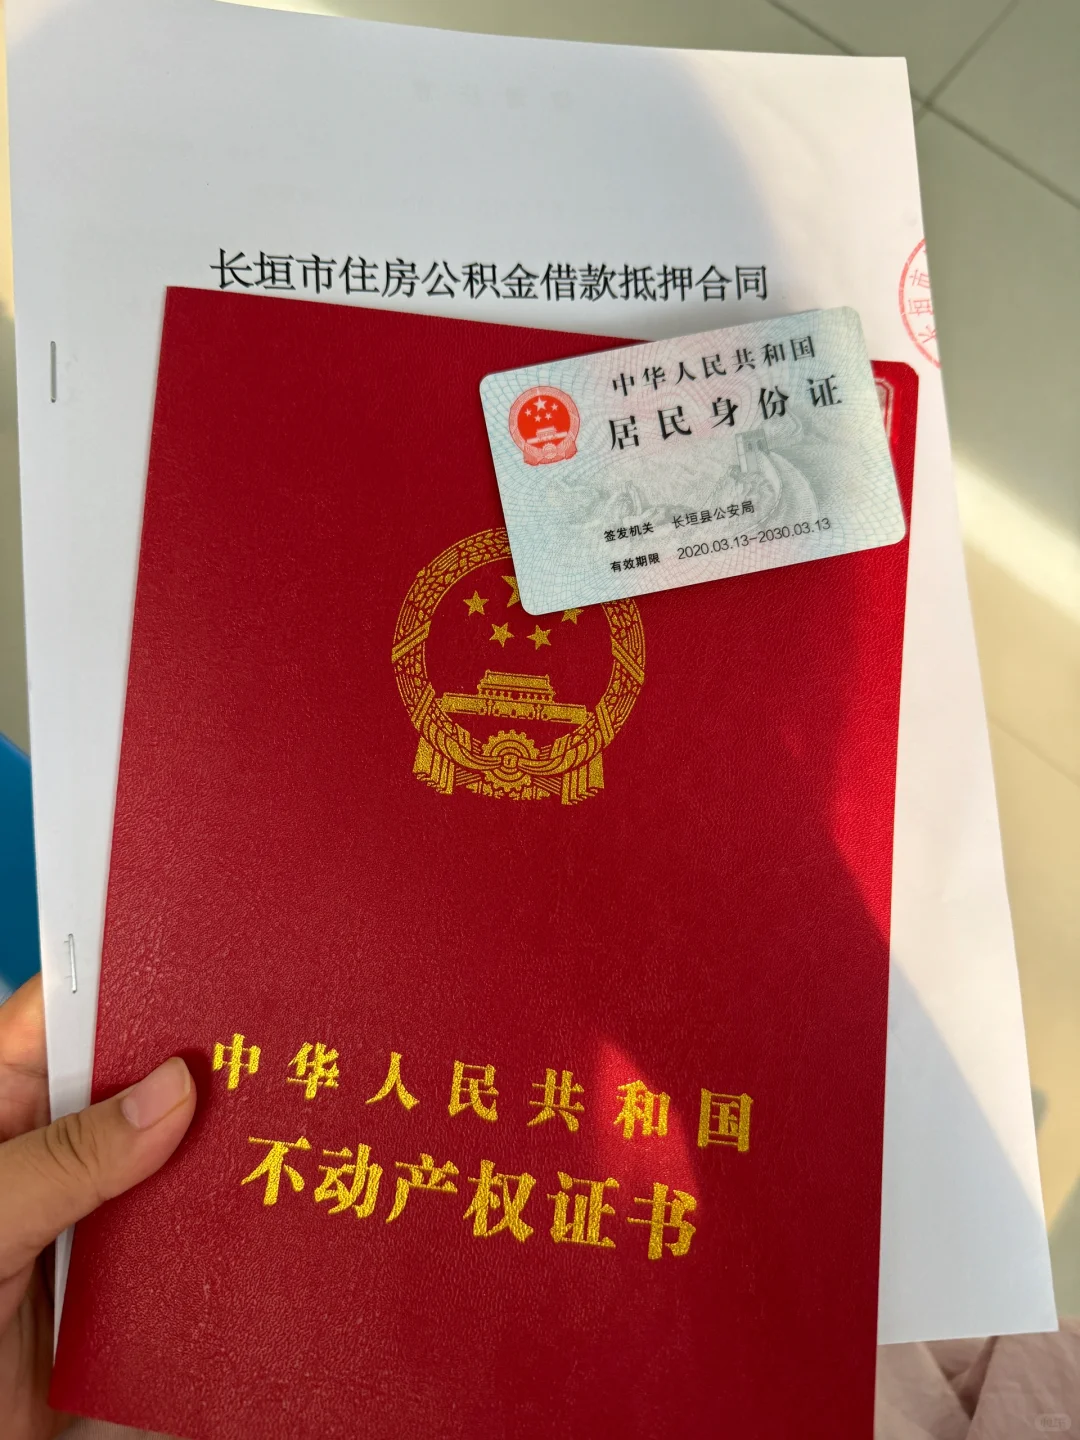 长垣市住房公积金借款抵押合同
长垣市
中华人民共和国
居民身份证
签发机关 长垣县公安局
有效期限 2020.03.13-2030.03.13
中华人民共和国
不动产权证书